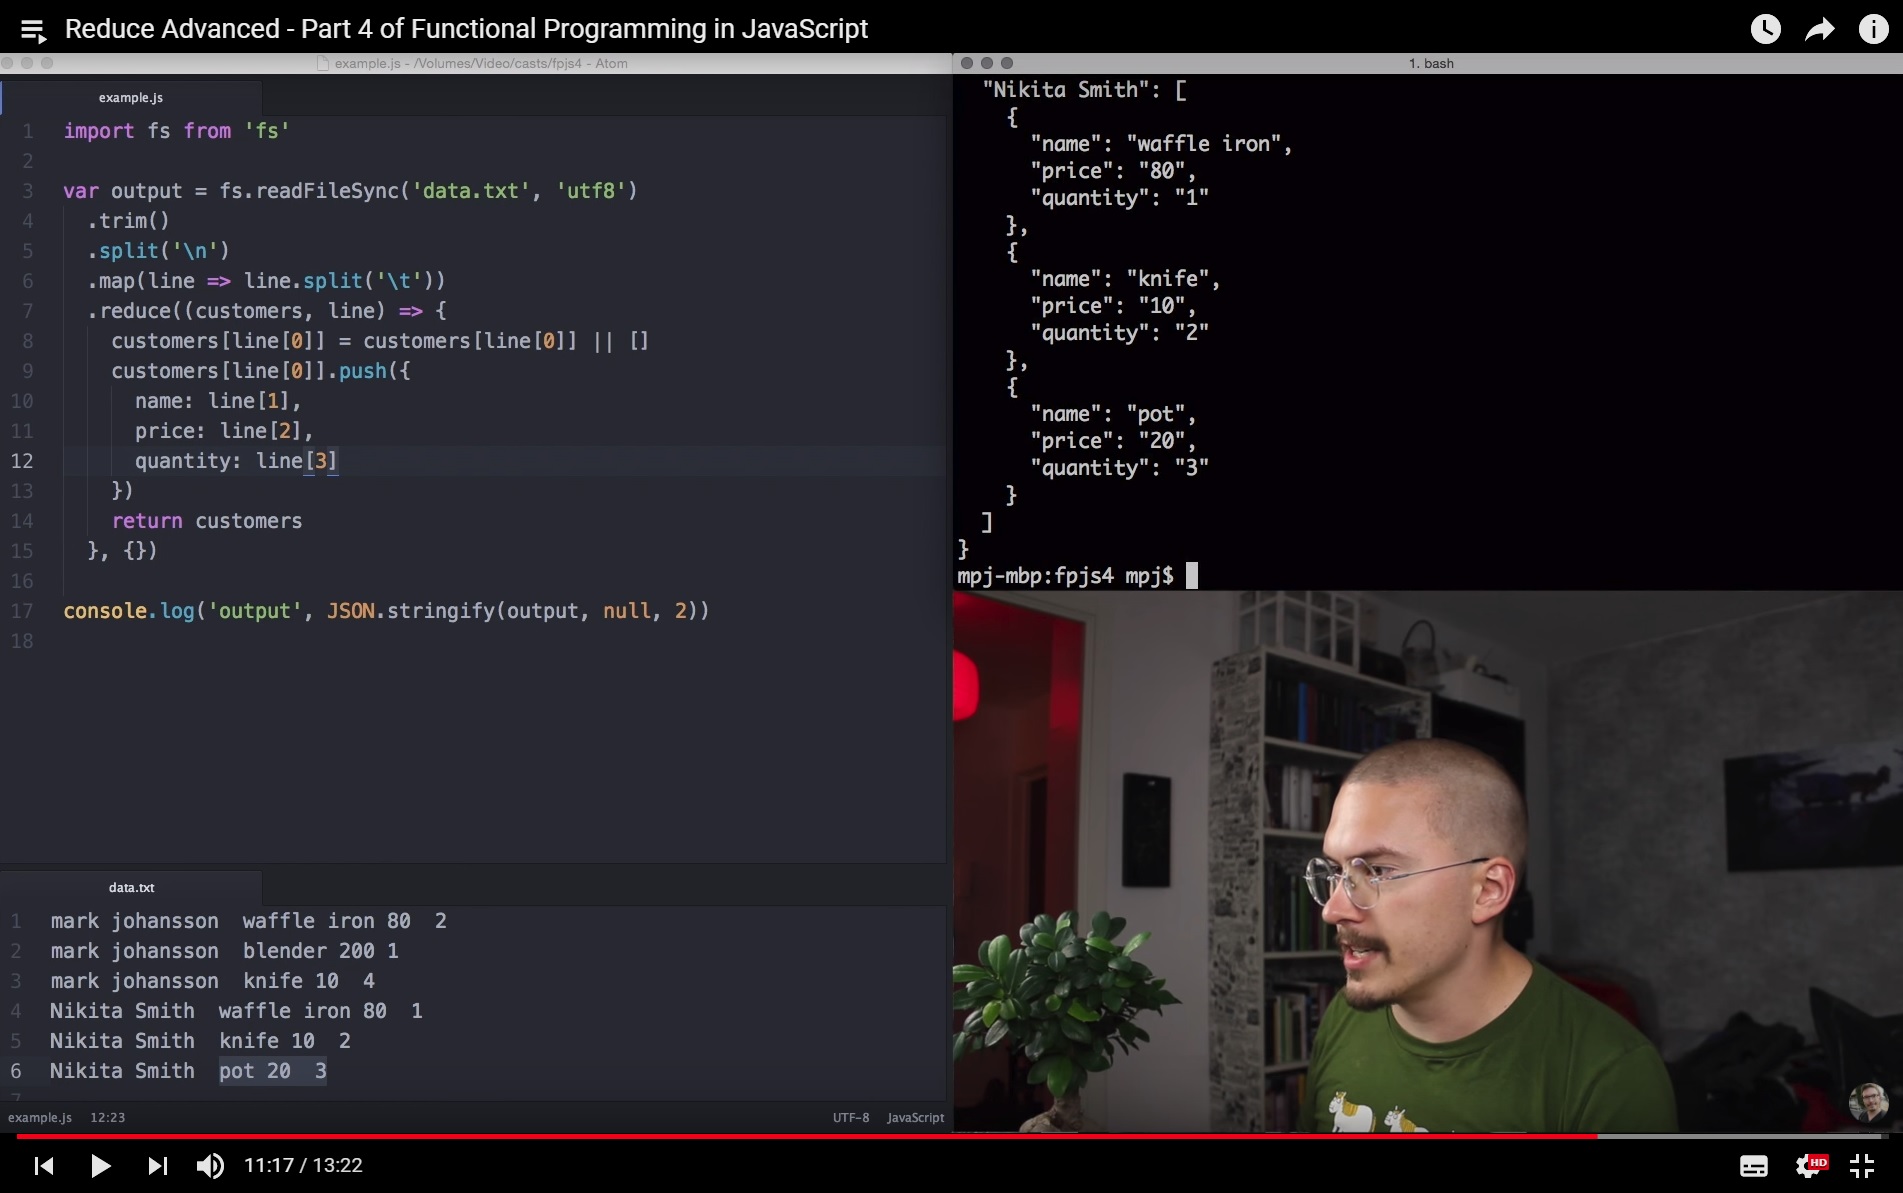 Reduce Advanced - Part 4 of Functional Programming in JavaScript
example.js - /Volumes/Video/casts/fpjs4 - Atom
example.js
1 import fs from 'fs'
2
3 var output = fs.readFileSync('data.txt', 'utf8')
4 .trim()
5 .split('\n')
6 .map(line => line.split('\t'))
7 .reduce((customers, line) => {
8 customers[line[0]] = customers[line[0]] || []
9 customers[line[0]].push({
10 name: line[1],
11 price: line[2],
12 quantity: line[3]
13 })
14 return customers
15 }, {})
16
17 console.log('output', JSON.stringify(output, null, 2))
18
data.txt
1 mark johansson waffle iron 80 2
2 mark johansson blender 200 1
3 mark johansson knife 10 4
4 Nikita Smith waffle iron 80 1
5 Nikita Smith knife 10 2
6 Nikita Smith pot 20 3
7
example.js 12:23 UTF-8 JavaScript
1. bash
"Nikita Smith": [
{
"name": "waffle iron",
"price": "80",
"quantity": "1"
},
{
"name": "knife",
"price": "10",
"quantity": "2"
},
{
"name": "pot",
"price": "20",
"quantity": "3"
}
]
}
mpj-mbp:fpjs4 mpj$
11:17 / 13:22
HD